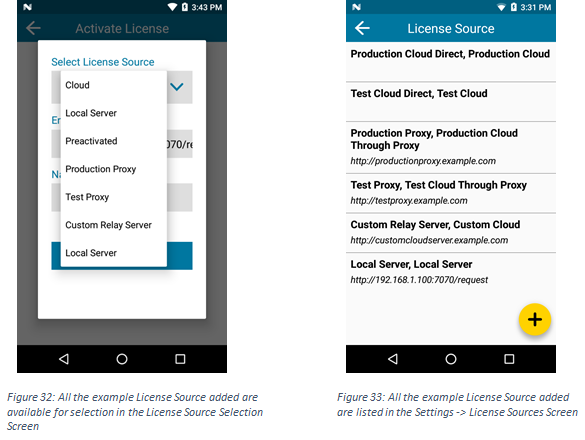 3:43 PM
Activate License
Select License Source
Cloud
Local Server
Preactivated
Production Proxy
Test Proxy
Custom Relay Server
Local Server
Figure 32: All the example License Source added are
available for selection in the License Source Selection
Screen
3:31 PM
License Source
Production Cloud Direct, Production Cloud
Test Cloud Direct, Test Cloud
Production Proxy, Production Cloud
Through Proxy
http://productionproxy.example.com
Test Proxy, Test Cloud Through Proxy
http://testproxy.example.com
Custom Relay Server, Custom Cloud
http://customcloudserver.example.com
Local Server, Local Server
http://192.168.1.100:7070/request
+
Figure 33: All the example License Source added
are listed in the Settings -> License Sources Screen